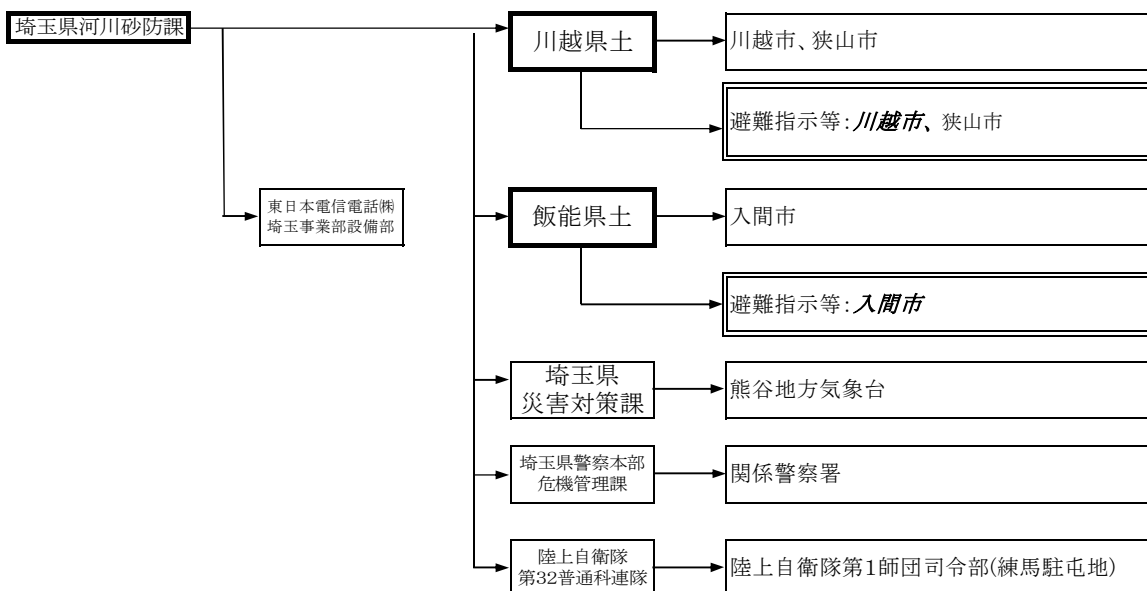 埼玉県河川砂防課
川越県土
川越市、狭山市
避難指示等:川越市、狭山市
東日本電信電話㈱
埼玉事業部設備部
飯能県土
入間市
避難指示等:入間市
埼玉県
災害対策課
熊谷地方気象台
埼玉県警察本部
危機管理課
関係警察署
陸上自衛隊
第32普通科連隊
陸上自衛隊第1師団司令部(練馬駐屯地)